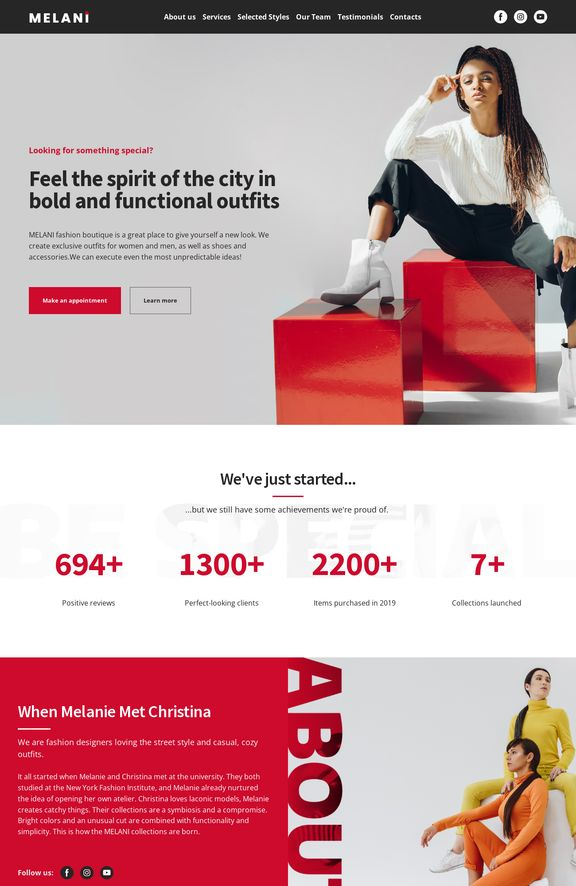 MELANI
About us Services Selected Styles Our Team Testimonials Contacts
Looking for something special?
Feel the spirit of the city in
bold and functional outfits
MELANI fashion boutique is a great place to give yourself a new look. We
create exclusive outfits for women and men, as well as shoes and
accessories.We can execute even the most unpredictable ideas!
Make an appointment
Learn more
We've just started...
...but we still have some achievements we're proud of.
BE SPECIAL
694+ 1300+ 2200+ 7+
Positive reviews Perfect-looking clients Items purchased in 2019 Collections launched
When Melanie Met Christina
We are fashion designers loving the street style and casual, cozy
outfits.
It all started when Melanie and Christina met at the university. They both
studied at the New York Fashion Institute, and Melanie already nurtured
the idea of opening her own atelier. Christina loves laconic models, Melanie
creates catchy things. Their collections are a symbiosis and a compromise.
Bright colors and an unusual cut are combined with functionality and
simplicity. This is how the MELANI collections are born.
Follow us:
ABOUT